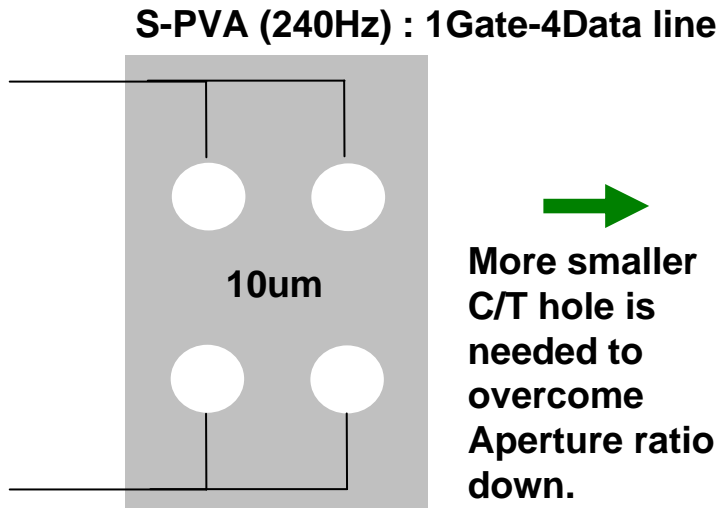 S-PVA (240Hz) : 1Gate-4Data line
10um
More smaller
C/T hole is
needed to
overcome
Aperture ratio
down.